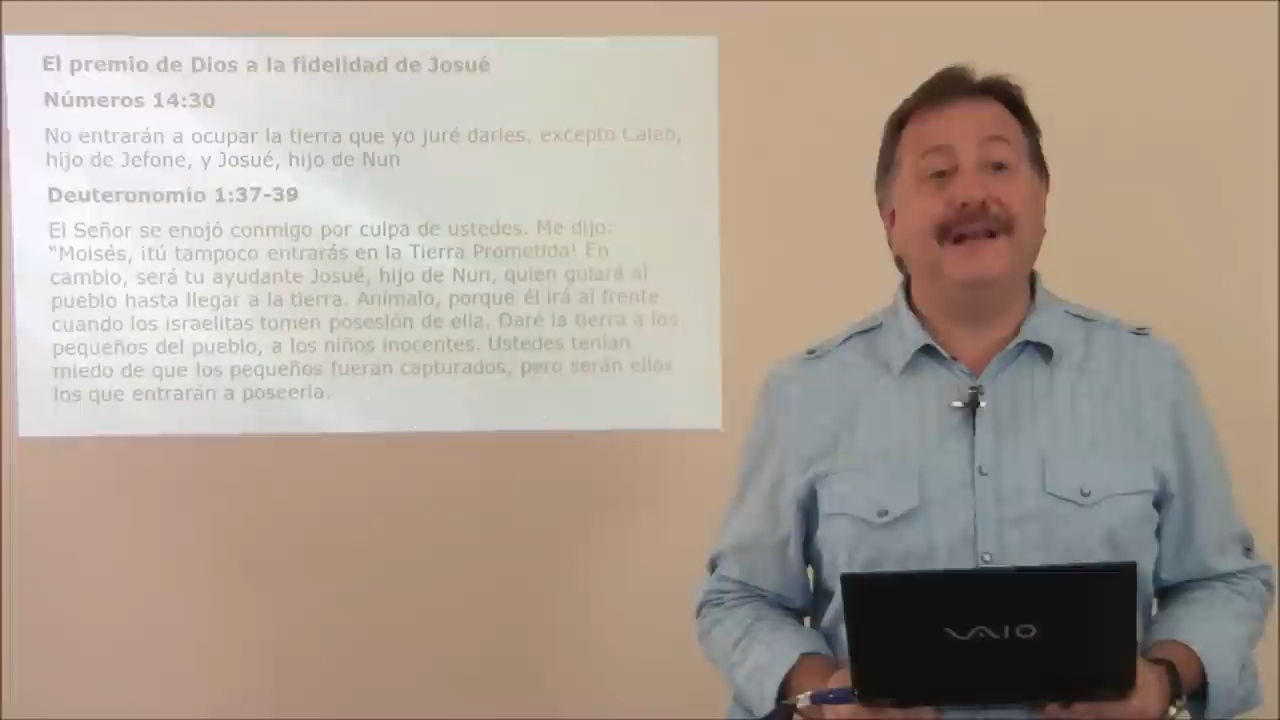 El premio de Dios a la fidelidad de Josué
Números 14:30
No entrarán a ocupar la tierra que yo juré darles, excepto Caleb,
hijo de Jefone, y Josué, hijo de Nun
Deuteronomio 1:37-39
El Señor se enojó conmigo por culpa de ustedes. Me dijo:
“Moisés, ¡tú tampoco entrarás en la Tierra Prometida! En
cambio, será tu ayudante Josué, hijo de Nun, quien guiará al
pueblo hasta llegar a la tierra. Anímalo, porque él irá al frente
cuando los israelitas tomen posesión de ella. Daré la tierra a los
pequeños del pueblo, a los niños inocentes. Ustedes tenían
miedo de que los pequeños fueran capturados, pero serán ellos
los que entrarán a poseerla.
VAIO